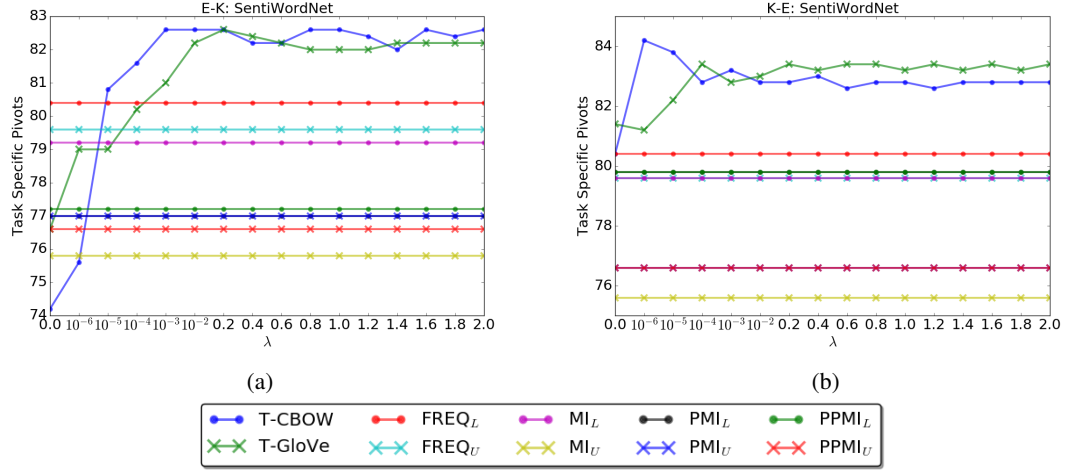 E-K: SentiWordNet
Task Specific Pivots
83
82
81
80
79
78
77
76
75
74
0.0 10^{-6} 10^{-5} 10^{-4} 10^{-3} 10^{-2} 0.2 0.4 0.6 0.8 1.0 1.2 1.4 1.6 1.8 2.0
λ
(a)
K-E: SentiWordNet
Task Specific Pivots
84
82
80
78
76
0.0 10^{-6} 10^{-5} 10^{-4} 10^{-3} 10^{-2} 0.2 0.4 0.6 0.8 1.0 1.2 1.4 1.6 1.8 2.0
λ
(b)
T-CBOW FREQ_L MI_L PMI_L PPMI_L
T-GloVe FREQ_U MI_U PMI_U PPMI_U